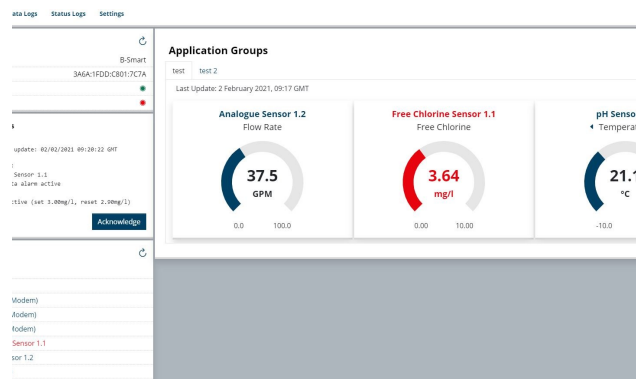 ata Logs Status Logs Settings
B-Smart
3A6A:1FDD:C801:7C7A
update: 02/02/2021 09:20:22 GMT
Sensor 1.1
ta alarm active
ctive (set 3.00mg/l, reset 2.90mg/l)
Acknowledge
Modem)
Modem)
Modem)
Sensor 1.1
sor 1.2
Application Groups
test test 2
Last Update: 2 February 2021, 09:17 GMT
Analogue Sensor 1.2
Flow Rate
37.5
GPM
0.0 100.0
Free Chlorine Sensor 1.1
Free Chlorine
3.64
mg/l
0.00 10.00
pH Senso
Temperat
21.1
°C
-10.0